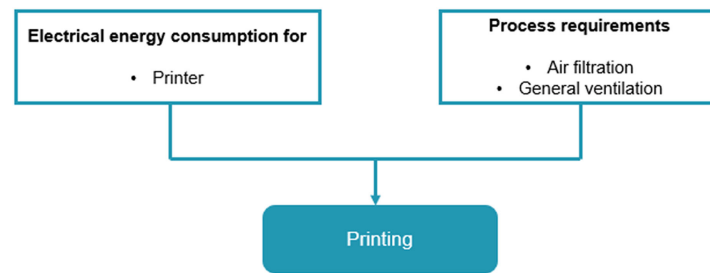 Electrical energy consumption for
• Printer
Process requirements
• Air filtration
• General ventilation
Printing